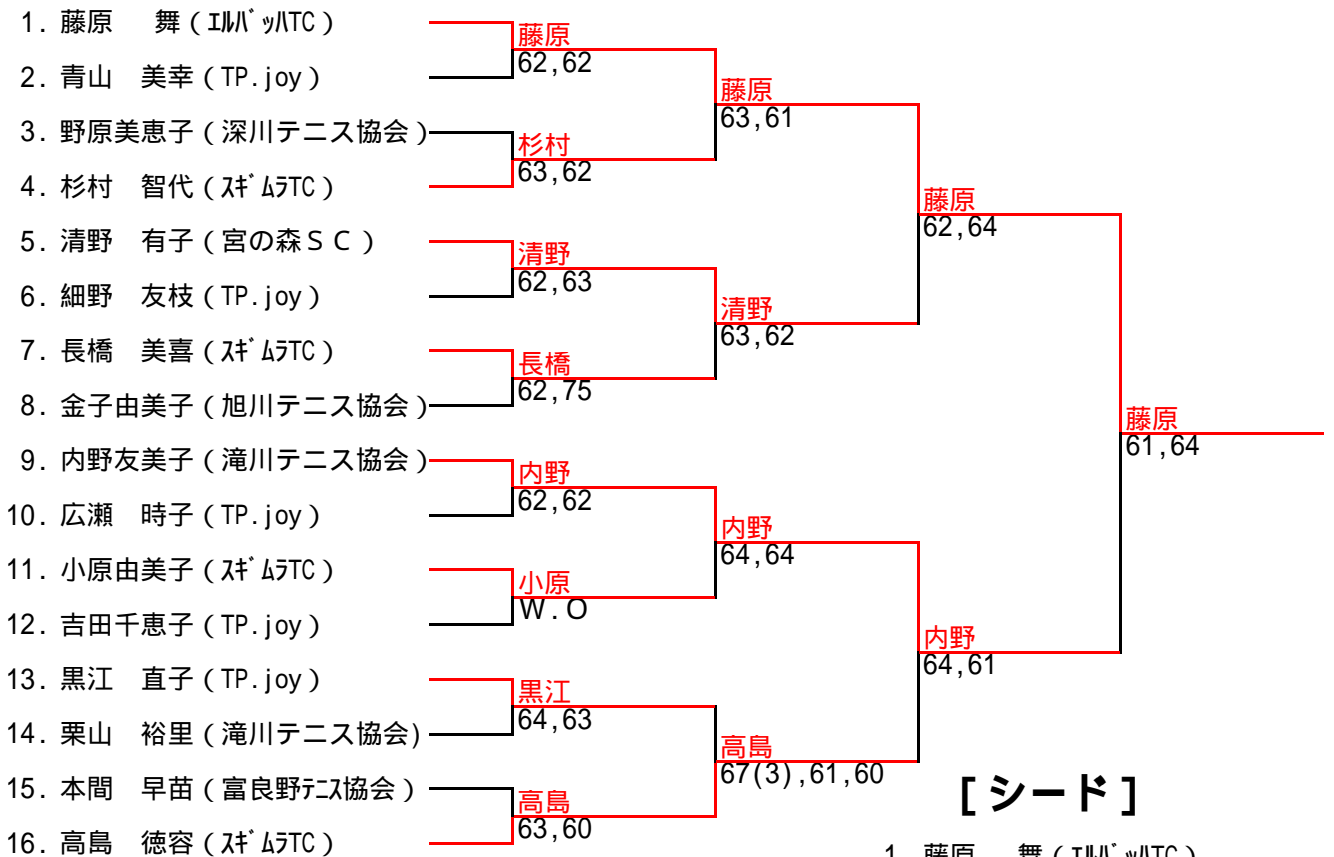 1. 藤原　舞（ｴﾙﾊﾞｯﾊTC）
2. 青山　美幸（TP.joy）
3. 野原美恵子（深川テニス協会）
4. 杉村　智代（ｽｷﾞﾑﾗTC）
5. 清野　有子（宮の森ＳＣ）
6. 細野　友枝（TP.joy）
7. 長橋　美喜（ｽｷﾞﾑﾗTC）
8. 金子由美子（旭川テニス協会）
9. 内野友美子（滝川テニス協会）
10. 広瀬　時子（TP.joy）
11. 小原由美子（ｽｷﾞﾑﾗTC）
12. 吉田千恵子（TP.joy）
13. 黒江　直子（TP.joy）
14. 栗山　裕里（滝川テニス協会)
15. 本間　早苗（富良野ﾃﾆｽ協会）
16. 高島　徳容（ｽｷﾞﾑﾗTC）
藤原
62,62
杉村
63,62
清野
62,63
長橋
62,75
内野
62,62
小原
Ｗ.Ｏ
黒江
64,63
高島
63,60
藤原
63,61
清野
63,62
内野
64,64
高島
67(3),61,60
藤原
62,64
内野
64,61
藤原
61,64
[シード]
1. 藤原　舞（ｴﾙﾊﾞｯﾊTC）